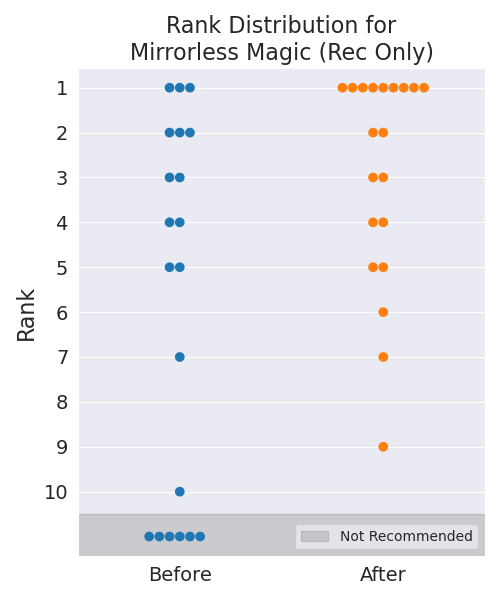 Rank Distribution for
Mirrorless Magic (Rec Only)
Rank
1
2
3
4
5
6
7
8
9
10
Not Recommended
Before
After